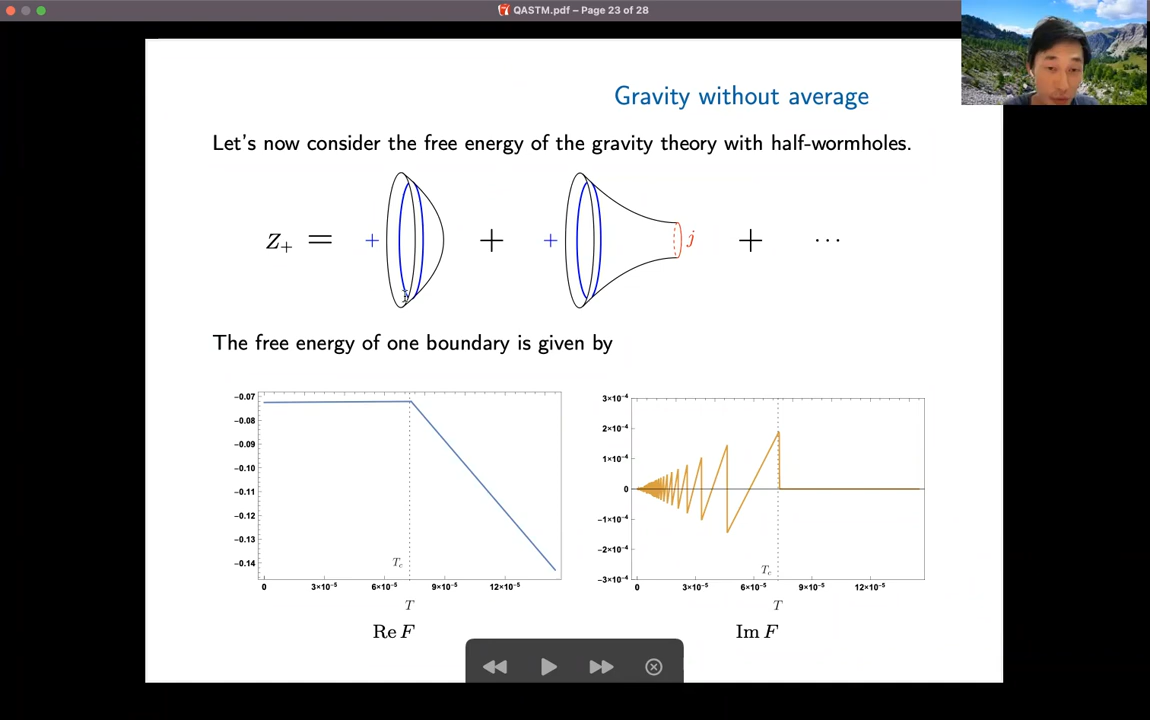 QASTM.pdf – Page 23 of 28
Gravity without average
Let's now consider the free energy of the gravity theory with half-wormholes.
Z₊ = + + + j + ⋯
The free energy of one boundary is given by
-0.07
-0.08
-0.09
-0.10
-0.11
-0.12
-0.13
-0.14
T_c
0 3×10⁻⁵ 6×10⁻⁵ 9×10⁻⁵ 12×10⁻⁵
T
Re F
3×10⁻⁴
2×10⁻⁴
1×10⁻⁴
0
-1×10⁻⁴
-2×10⁻⁴
-3×10⁻⁴
T_c
0 3×10⁻⁵ 6×10⁻⁵ 9×10⁻⁵ 12×10⁻⁵
T
Im F